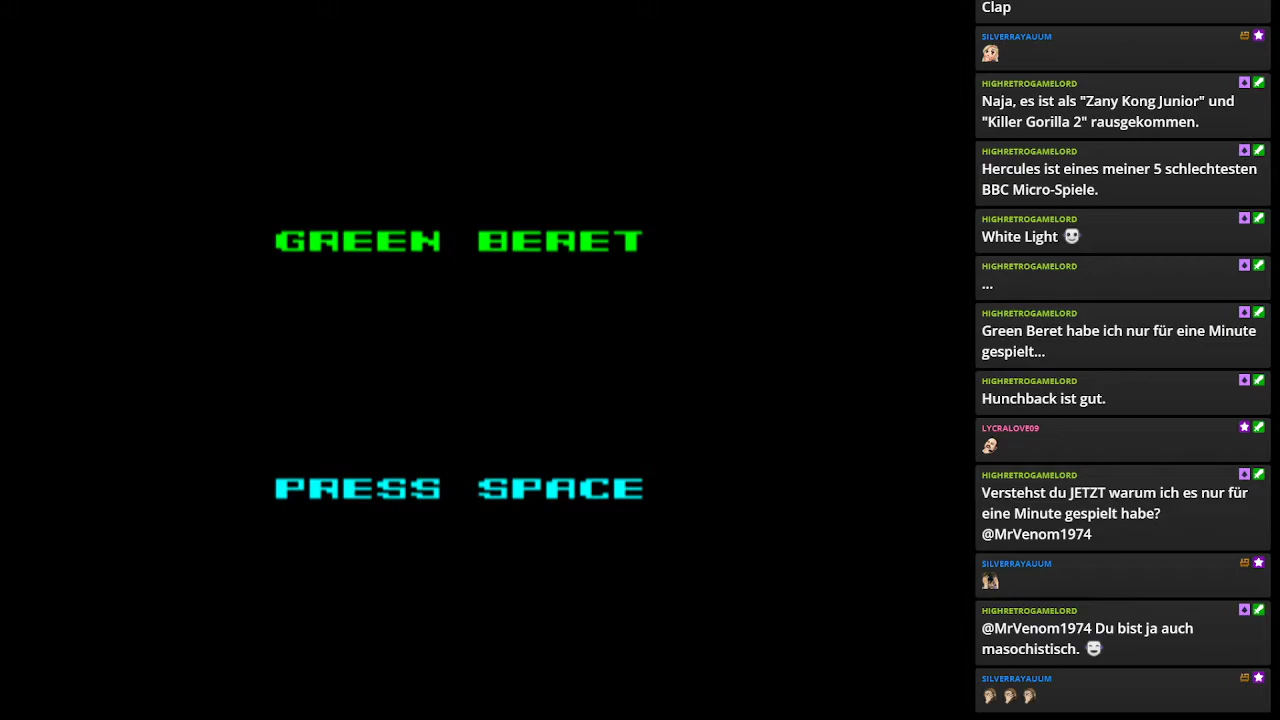 GREEN BERET
PRESS SPACE
Clap
SILVERRAYAUUM
HIGHRETROGAMELORD
Naja, es ist als "Zany Kong Junior" und
"Killer Gorilla 2" rausgekommen.
HIGHRETROGAMELORD
Hercules ist eines meiner 5 schlechtesten
BBC Micro-Spiele.
HIGHRETROGAMELORD
White Light
HIGHRETROGAMELORD
...
HIGHRETROGAMELORD
Green Beret habe ich nur für eine Minute
gespielt...
HIGHRETROGAMELORD
Hunchback ist gut.
LYCRALOVE09
HIGHRETROGAMELORD
Verstehst du JETZT warum ich es nur für
eine Minute gespielt habe?
@MrVenom1974
SILVERRAYAUUM
HIGHRETROGAMELORD
@MrVenom1974 Du bist ja auch
masochistisch.
SILVERRAYAUUM